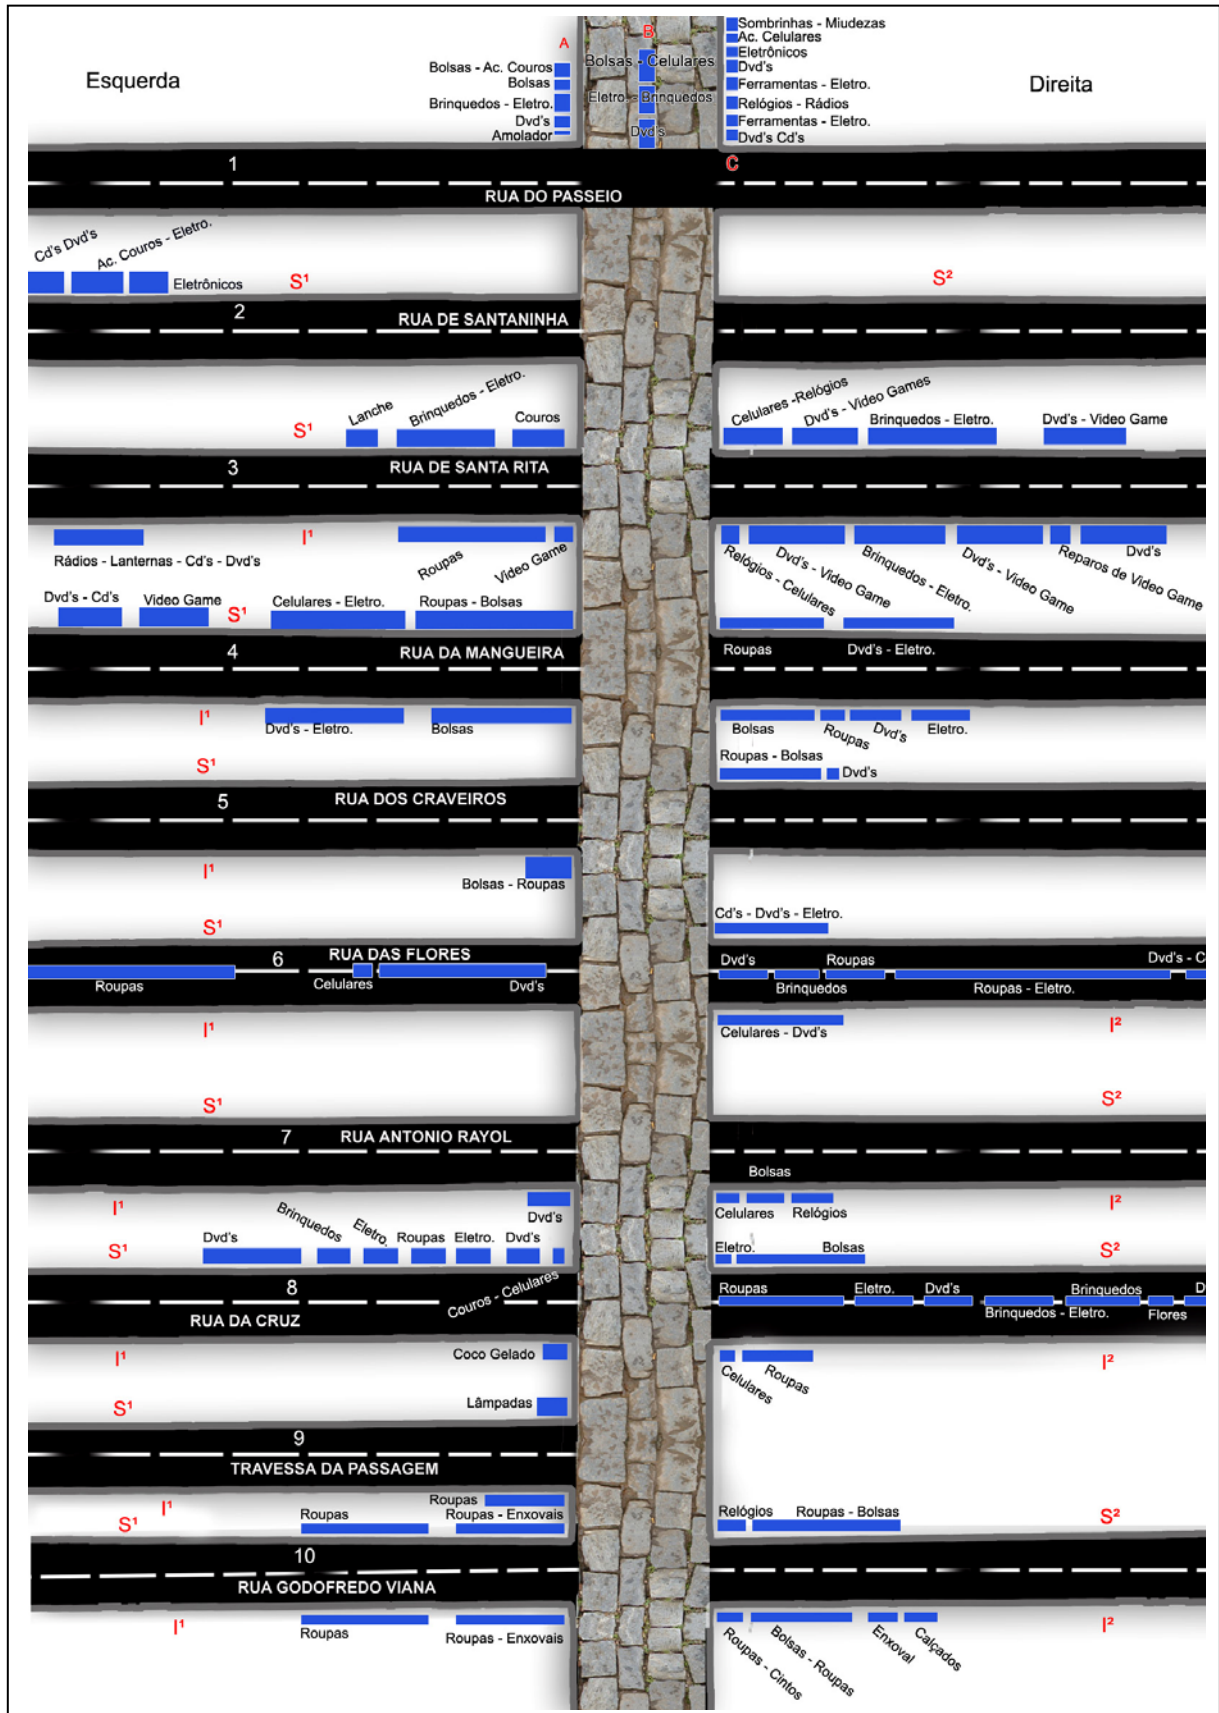 Esquerda
A
Bolsas - Ac. Couros
Bolsas
Brinquedos - Eletro.
Dvd's
Amolador
B
Bolsas - Celulares
Eletro. - Brinquedos
Dvd's
Sombrinhas - Miudezas
Ac. Celulares
Eletrônicos
Dvd's
Ferramentas - Eletro.
Relógios - Rádios
Ferramentas - Eletro.
Dvd's Cd's
Direita
C
1
RUA DO PASSEIO
Cd's Dvd's
Ac. Couros - Eletro.
Eletrônicos
S¹
S²
2
RUA DE SANTANINHA
S¹
Lanche
Brinquedos - Eletro.
Couros
Celulares -Relógios
Dvd's - Video Games
Brinquedos - Eletro.
Dvd's - Video Game
3
RUA DE SANTA RITA
Rádios - Lanternas - Cd's - Dvd's
I¹
Roupas
Video Game
Relógios - Celulares
Dvd's - Video Game
Brinquedos - Eletro.
Dvd's - Video Game
Reparos de Video Game
Dvd's
Dvd's - Cd's
Video Game
S¹
Celulares - Eletro.
Roupas - Bolsas
4
RUA DA MANGUEIRA
Roupas
Dvd's - Eletro.
I¹
Dvd's - Eletro.
Bolsas
Bolsas
Roupas
Dvd's
Eletro.
S¹
Roupas - Bolsas
Dvd's
5
RUA DOS CRAVEIROS
I¹
Bolsas - Roupas
S¹
Cd's - Dvd's - Eletro.
6
RUA DAS FLORES
Roupas
Celulares
Dvd's
Dvd's
Brinquedos
Roupas
Roupas - Eletro.
Dvd's - C
I¹
Celulares - Dvd's
I²
S¹
S²
7
RUA ANTONIO RAYOL
Bolsas
I¹
Dvd's
Celulares
Relógios
I²
S¹
Dvd's
Brinquedos
Eletro.
Roupas
Eletro.
Dvd's
Eletro.
Bolsas
S²
8
RUA DA CRUZ
Couros - Celulares
Roupas
Eletro.
Dvd's
Brinquedos - Eletro.
Brinquedos
Flores
D
I¹
Coco Gelado
Celulares
Roupas
I²
S¹
Lâmpadas
9
TRAVESSA DA PASSAGEM
I¹
Roupas
S¹
Roupas
Roupas - Enxovais
Relógios
Roupas - Bolsas
S²
10
RUA GODOFREDO VIANA
I¹
Roupas
Roupas - Enxovais
Roupas - Cintos
Bolsas - Roupas
Enxoval
Calçados
I²